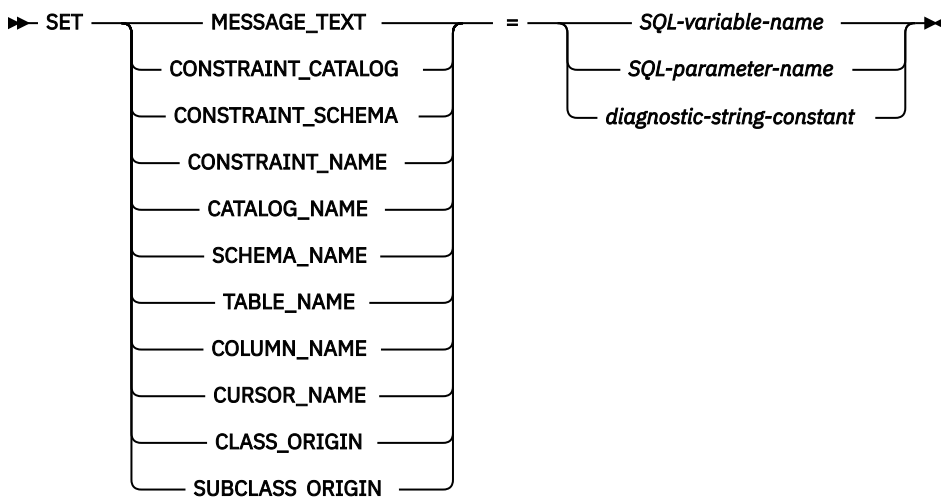 SET MESSAGE_TEXT = SQL-variable-name
CONSTRAINT_CATALOG SQL-parameter-name
CONSTRAINT_SCHEMA diagnostic-string-constant
CONSTRAINT_NAME
CATALOG_NAME
SCHEMA_NAME
TABLE_NAME
COLUMN_NAME
CURSOR_NAME
CLASS_ORIGIN
SUBCLASS_ORIGIN